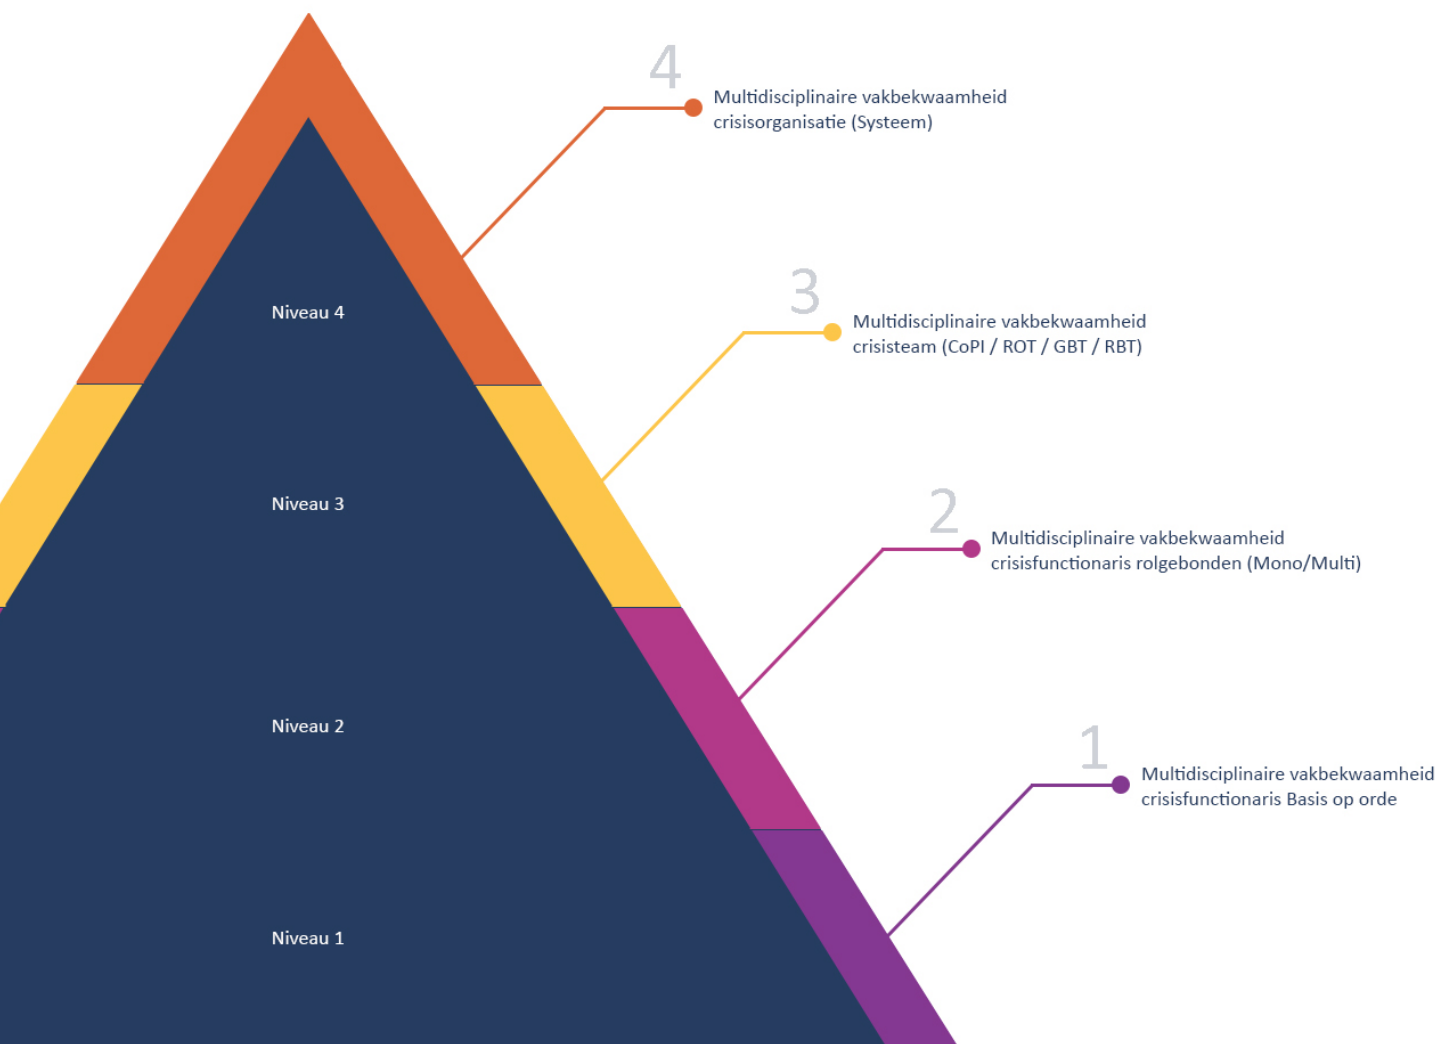 4
Multidisciplinaire vakbekwaamheid
crisisorganisatie (Systeem)
Niveau 4
3
Multidisciplinaire vakbekwaamheid
crisisteam (CoPI / ROT / GBT / RBT)
Niveau 3
2
Multidisciplinaire vakbekwaamheid
crisisfunctionaris rolgebonden (Mono/Multi)
Niveau 2
1
Multidisciplinaire vakbekwaamheid
crisisfunctionaris Basis op orde
Niveau 1